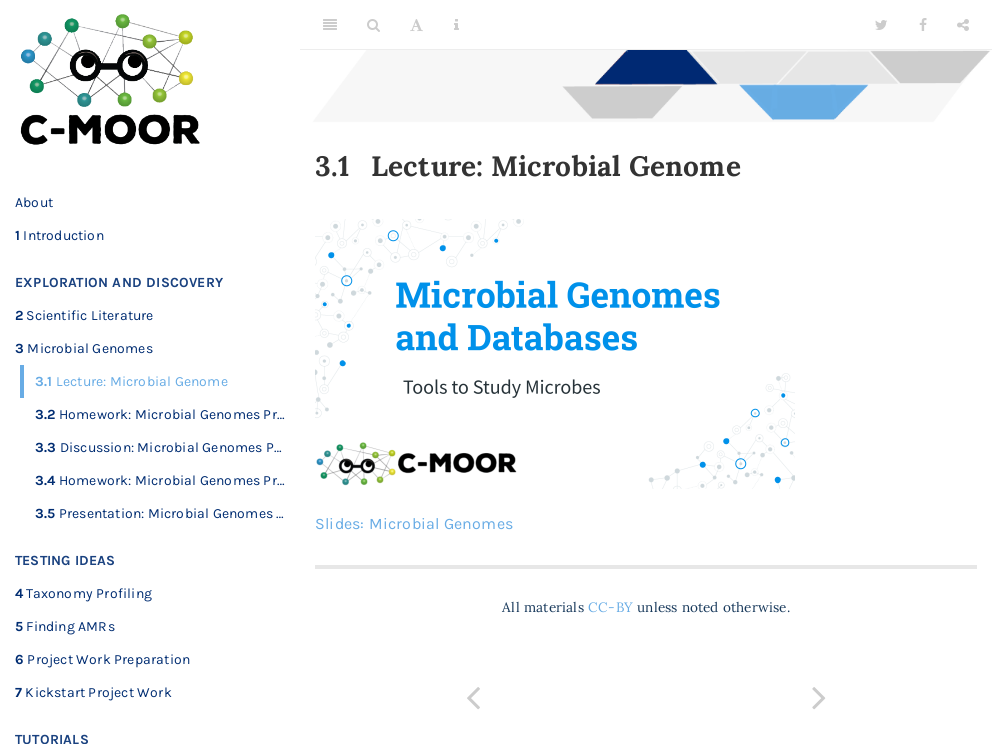 C-MOOR
About
1 Introduction
EXPLORATION AND DISCOVERY
2 Scientific Literature
3 Microbial Genomes
3.1 Lecture: Microbial Genome
3.2 Homework: Microbial Genomes Pr...
3.3 Discussion: Microbial Genomes P...
3.4 Homework: Microbial Genomes Pr...
3.5 Presentation: Microbial Genomes ...
TESTING IDEAS
4 Taxonomy Profiling
5 Finding AMRs
6 Project Work Preparation
7 Kickstart Project Work
TUTORIALS
3.1 Lecture: Microbial Genome
Microbial Genomes
and Databases
Tools to Study Microbes
C-MOOR
Slides: Microbial Genomes
All materials CC-BY unless noted otherwise.